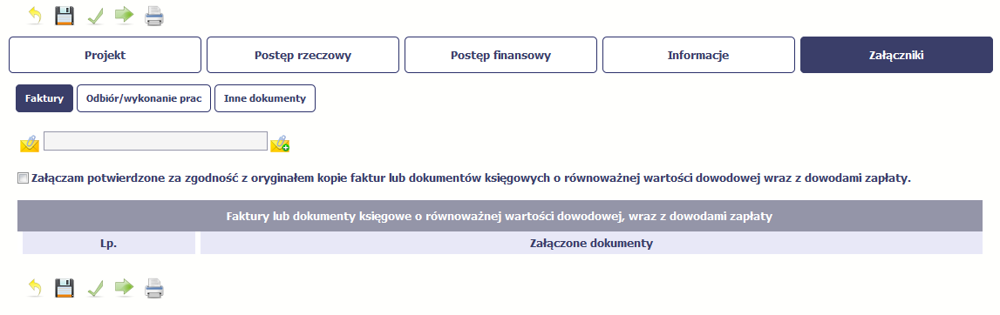 Projekt
Postęp rzeczowy
Postęp finansowy
Informacje
Załączniki
Faktury
Odbiór/wykonanie prac
Inne dokumenty
Załączam potwierdzone za zgodność z oryginałem kopie faktur lub dokumentów księgowych o równoważnej wartości dowodowej wraz z dowodami zapłaty.
Faktury lub dokumenty księgowe o równoważnej wartości dowodowej, wraz z dowodami zapłaty
Lp.
Załączone dokumenty